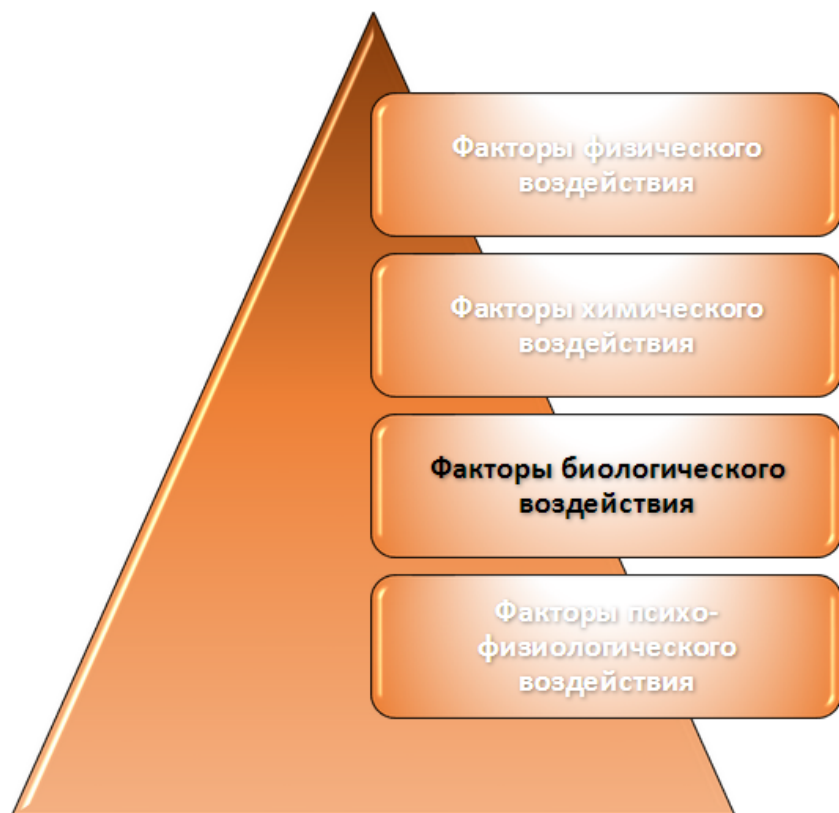 Факторы физического
воздействия
Факторы химического
воздействия
Факторы биологического
воздействия
Факторы психо-
физиологического
воздействия